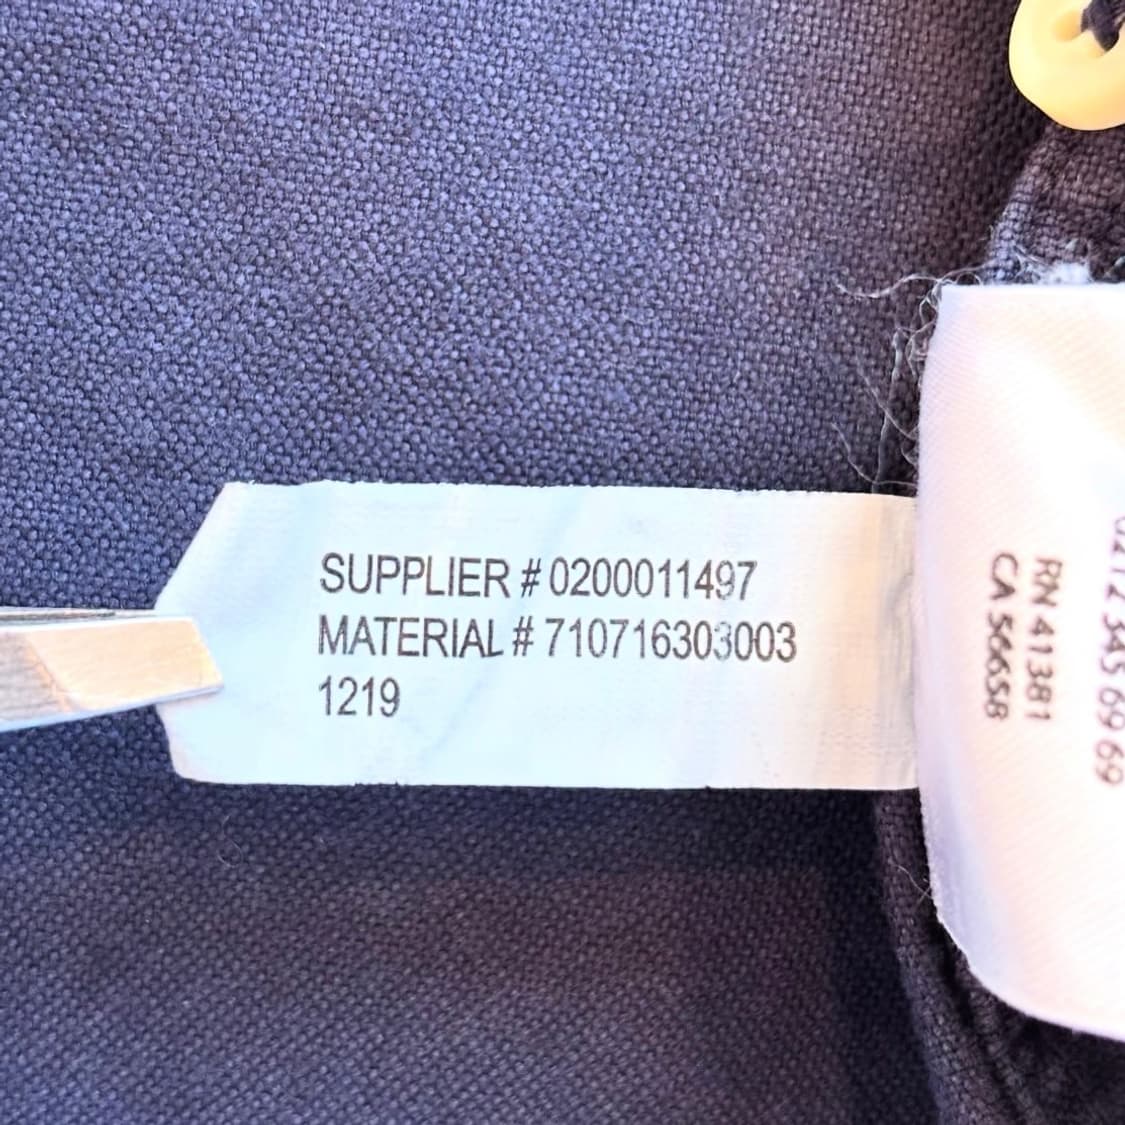 SUPPLIER # 0200011497
MATERIAL # 710716303003
1219
RN 41381
CA 56658